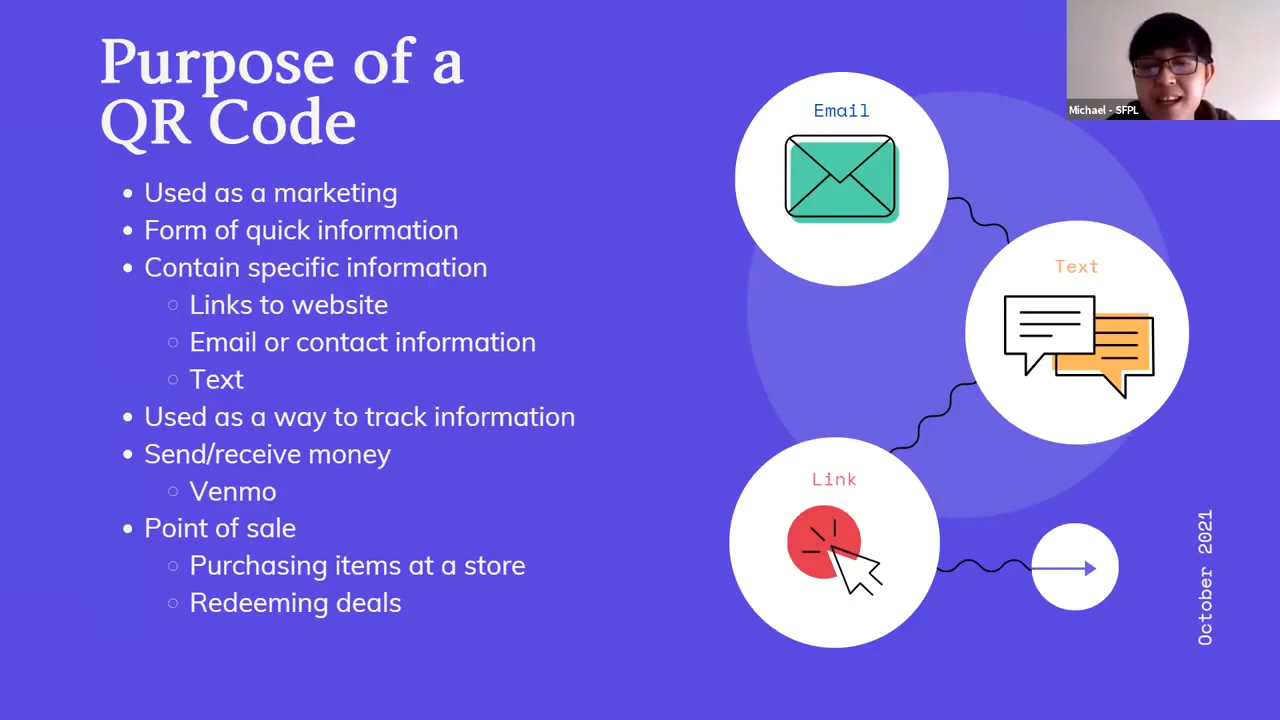 Purpose of a
QR Code
Used as a marketing
Form of quick information
Contain specific information
Links to website
Email or contact information
Text
Used as a way to track information
Send/receive money
Venmo
Point of sale
Purchasing items at a store
Redeeming deals
Email
Text
Link
October 2021
Michael - SFPL